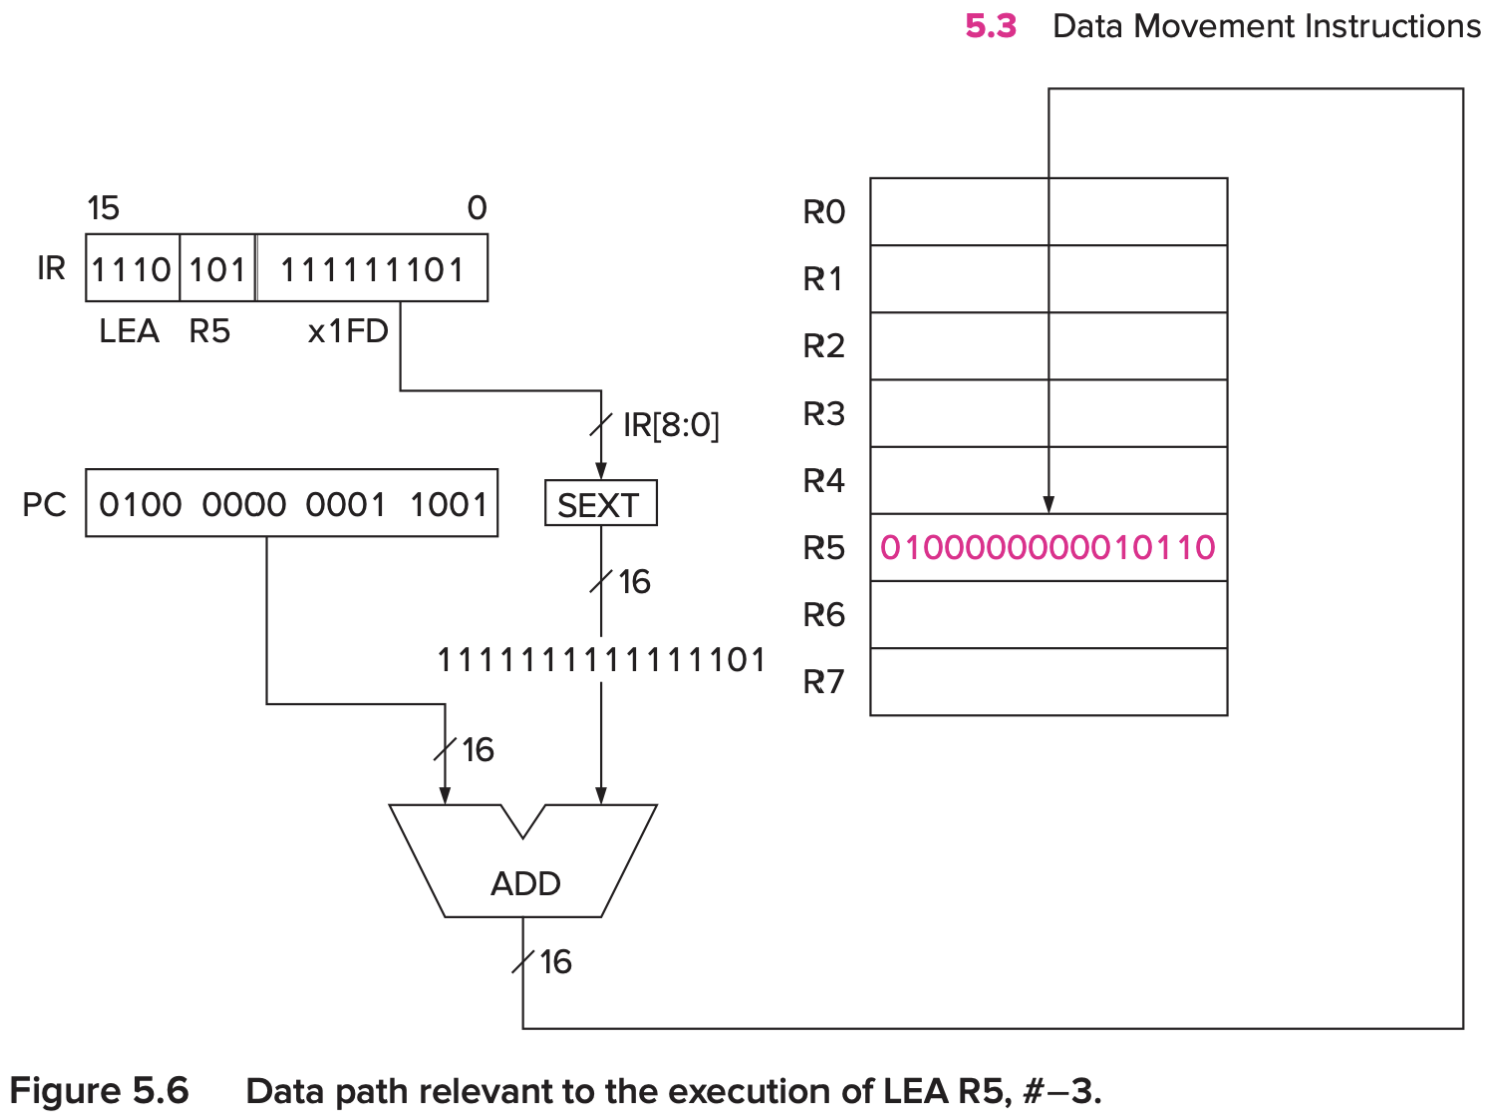 5.3 Data Movement Instructions
15 0
IR 1110 101 111111101
LEA R5 x1FD
IR[8:0]
PC 0100 0000 0001 1001
SEXT
16
1111111111111101
16
ADD
16
R0
R1
R2
R3
R4
R5 0100000000010110
R6
R7
Figure 5.6 Data path relevant to the execution of LEA R5, #−3.